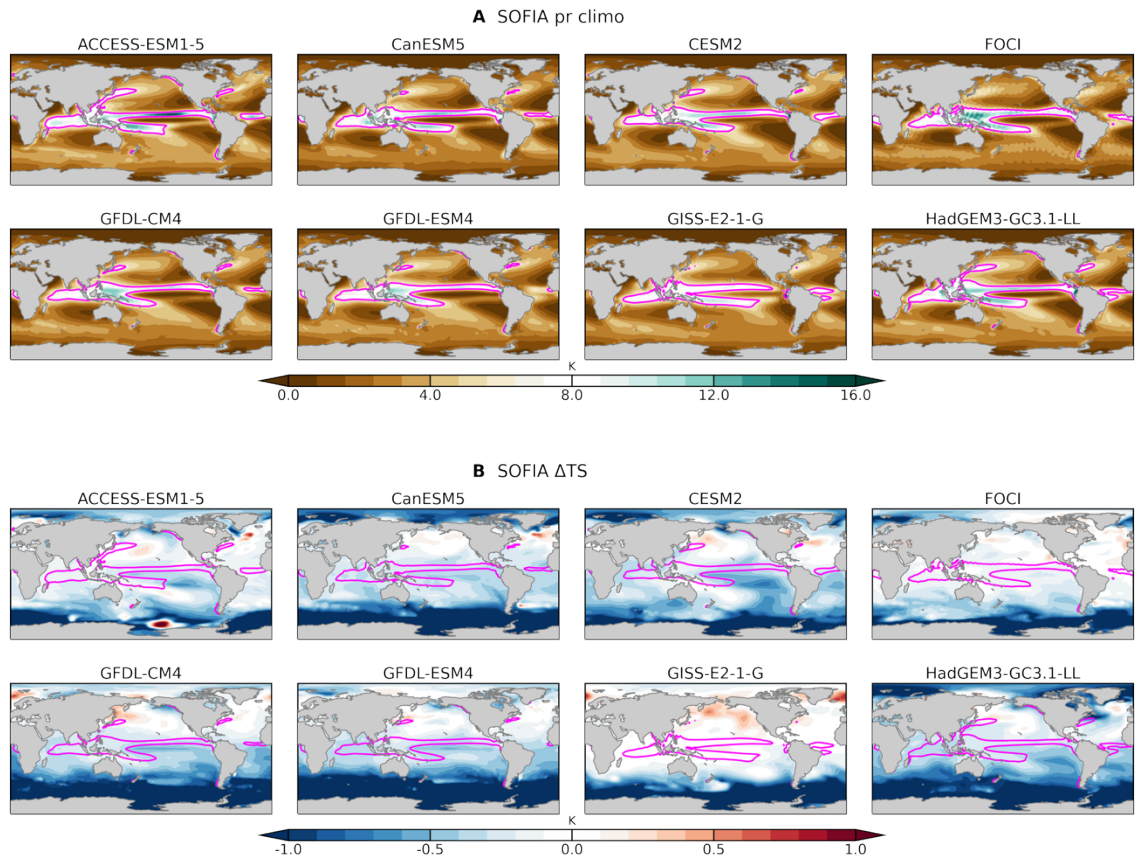 A SOFIA pr climo
ACCESS-ESM1-5 CanESM5 CESM2 FOCI
GFDL-CM4 GFDL-ESM4 GISS-E2-1-G HadGEM3-GC3.1-LL
K
0.0 4.0 8.0 12.0 16.0
B SOFIA ΔTS
ACCESS-ESM1-5 CanESM5 CESM2 FOCI
GFDL-CM4 GFDL-ESM4 GISS-E2-1-G HadGEM3-GC3.1-LL
K
-1.0 -0.5 0.0 0.5 1.0